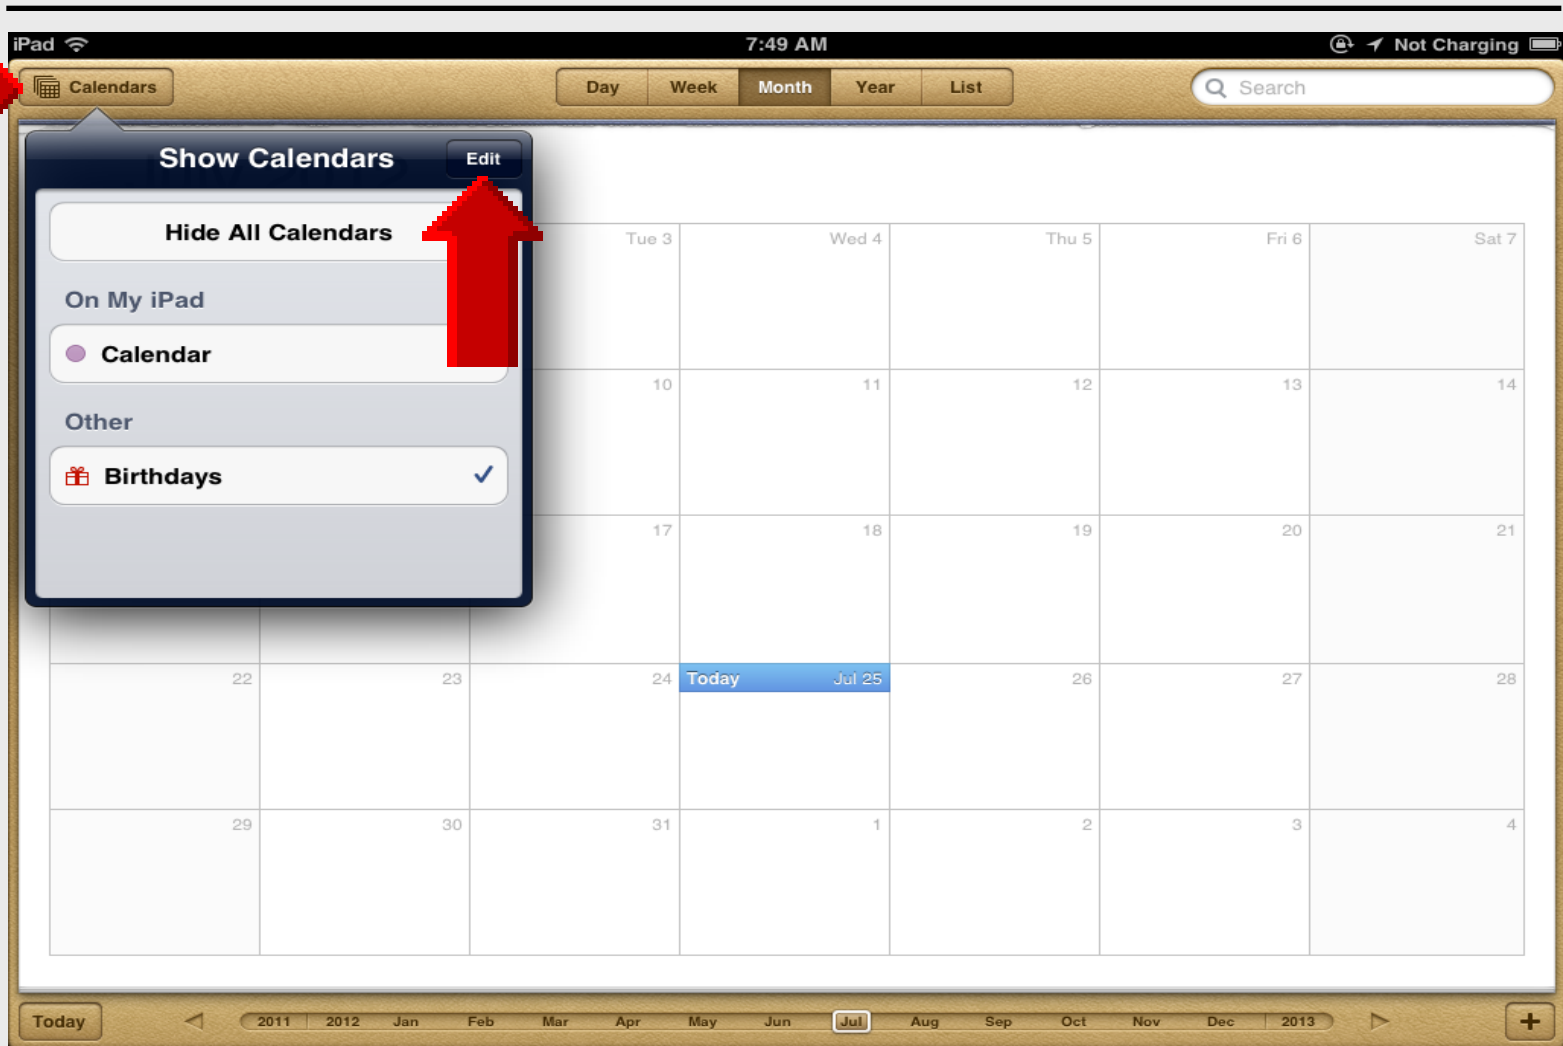 iPad 7:49 AM Not Charging
Calendars Day Week Month Year List Search
Show Calendars Edit
Hide All Calendars
On My iPad
Calendar
Other
Birthdays
Tue 3 Wed 4 Thu 5 Fri 6 Sat 7
10 11 12 13 14
17 18 19 20 21
22 23 24 Today Jul 25 26 27 28
29 30 31 1 2 3 4
Today 2011 2012 Jan Feb Mar Apr May Jun Jul Aug Sep Oct Nov Dec 2013 +